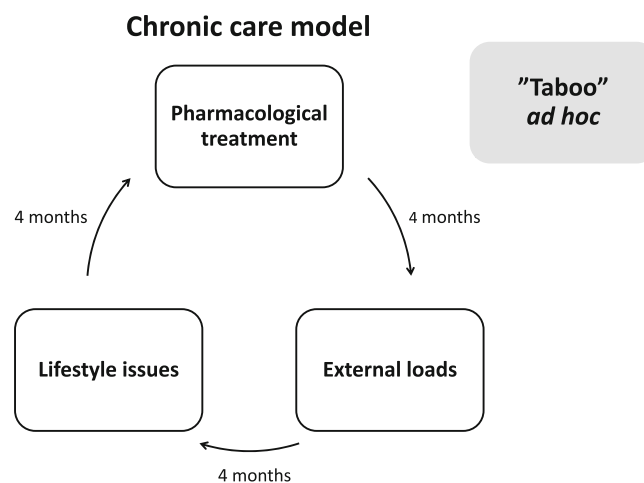 Chronic care model
Pharmacological
treatment
”Taboo”
ad hoc
4 months
4 months
Lifestyle issues
External loads
4 months